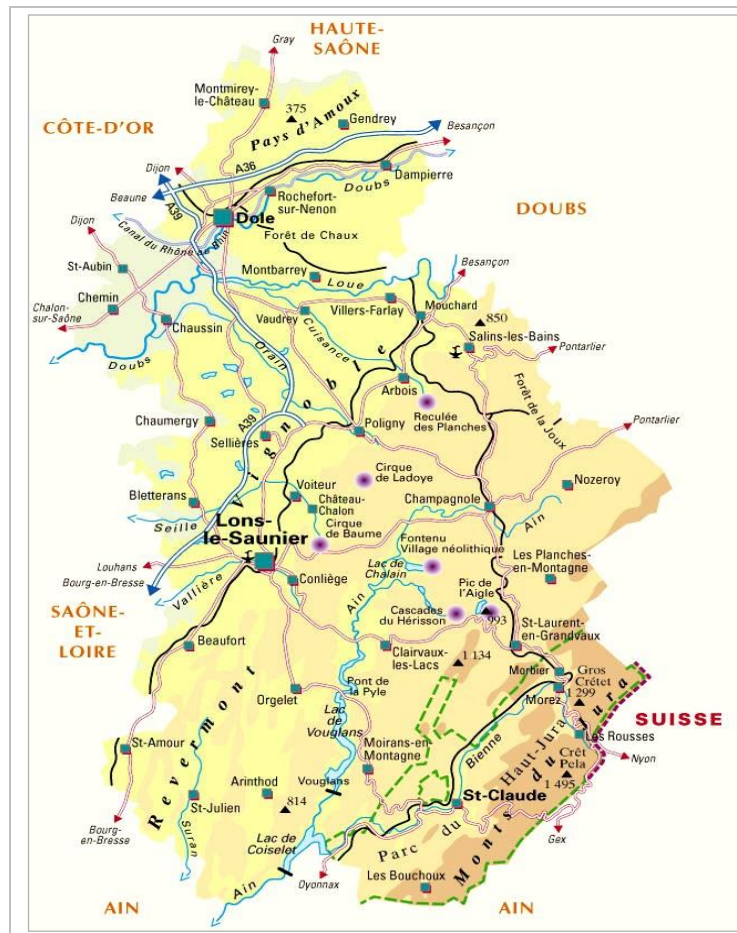 HAUTE-
SAÔNE
Gray
Montmirey-
le-Château
375
Pays d'Amoux
Gendrey
CÔTE-D'OR
Besançon
Dijon
A36
Doubs
Dampierre
Beaune
A39
Rochefort-
sur-Nenon
DOUBS
Dijon
Dole
Canal du Rhône au Rhin
Forêt de Chaux
St-Aubin
Montbarrey
Loue
Besançon
Chemin
Chalon-
sur-Saône
Chaussin
Vaudrey
Villers-Farlay
Mouchard
850
Cuisance
Salins-les-Bains
Pontarlier
Doubs
Orain
Arbois
Forêt de la Joux
Reculée
des Planches
Chaumergy
A39
Sellières
Poligny
Pontarlier
Vignoble
Cirque
de Ladoye
Nozeroy
Bletterans
Voiteur
Château-
Chalon
Champagnole
Seille
Lons-
le-Saunier
Cirque
de Baume
Ain
Fontenu
Village néolithique
Louhans
Bourg-en-Bresse
Lac de
Chalain
Les Planches-
en-Montagne
Vallière
Conliège
Ain
Pic de
l'Aigle
SAÔNE-
ET-
LOIRE
Cascades
du Hérisson
993
St-Laurent-
en-Grandvaux
Beaufort
Clairvaux-
les-Lacs
1 134
Morbier
Gros
Crétet
1 299
Pont de
la Pyle
Orgelet
Morez
SUISSE
Lac
de
Vouglans
Les Rousses
St-Amour
Moirans-en-
Montagne
Bienne
Haut-Jura
Crêt
Pela
Nyon
Revermont
Vouglans
1 495
Arinthod
St-Claude
St-Julien
814
Monts du Jura
Bourg-
en-Bresse
Suran
Lac de
Coiselet
Parc du
Gex
Oyonnax
Les Bouchoux
Ain
AIN
AIN